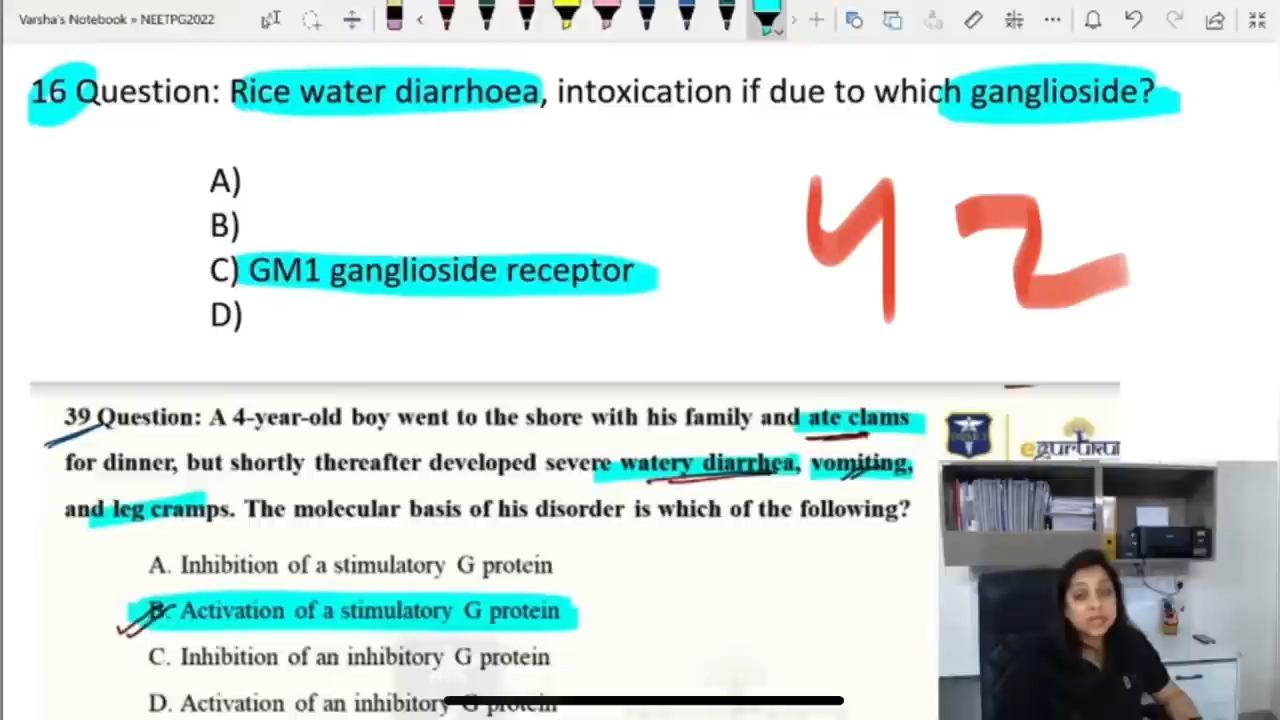 Varsha's Notebook » NEETPG2022
16 Question: Rice water diarrhoea, intoxication if due to which ganglioside?
A)
B)
C) GM1 ganglioside receptor
D)
42
39 Question: A 4-year-old boy went to the shore with his family and ate clams
for dinner, but shortly thereafter developed severe watery diarrhea, vomiting,
and leg cramps. The molecular basis of his disorder is which of the following?
A. Inhibition of a stimulatory G protein
B. Activation of a stimulatory G protein
C. Inhibition of an inhibitory G protein
D. Activation of an inhibitory G protein
egurukul